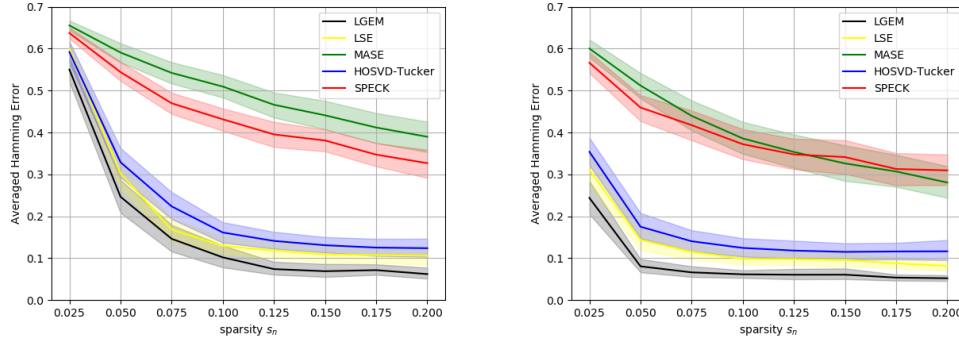 0.7
0.6
0.5
0.4
0.3
0.2
0.1
0.0
Averaged Hamming Error
0.025 0.050 0.075 0.100 0.125 0.150 0.175 0.200
sparsity s_n
LGEM
LSE
MASE
HOSVD-Tucker
SPECK
0.7
0.6
0.5
0.4
0.3
0.2
0.1
0.0
Averaged Hamming Error
0.025 0.050 0.075 0.100 0.125 0.150 0.175 0.200
sparsity s_n
LGEM
LSE
MASE
HOSVD-Tucker
SPECK